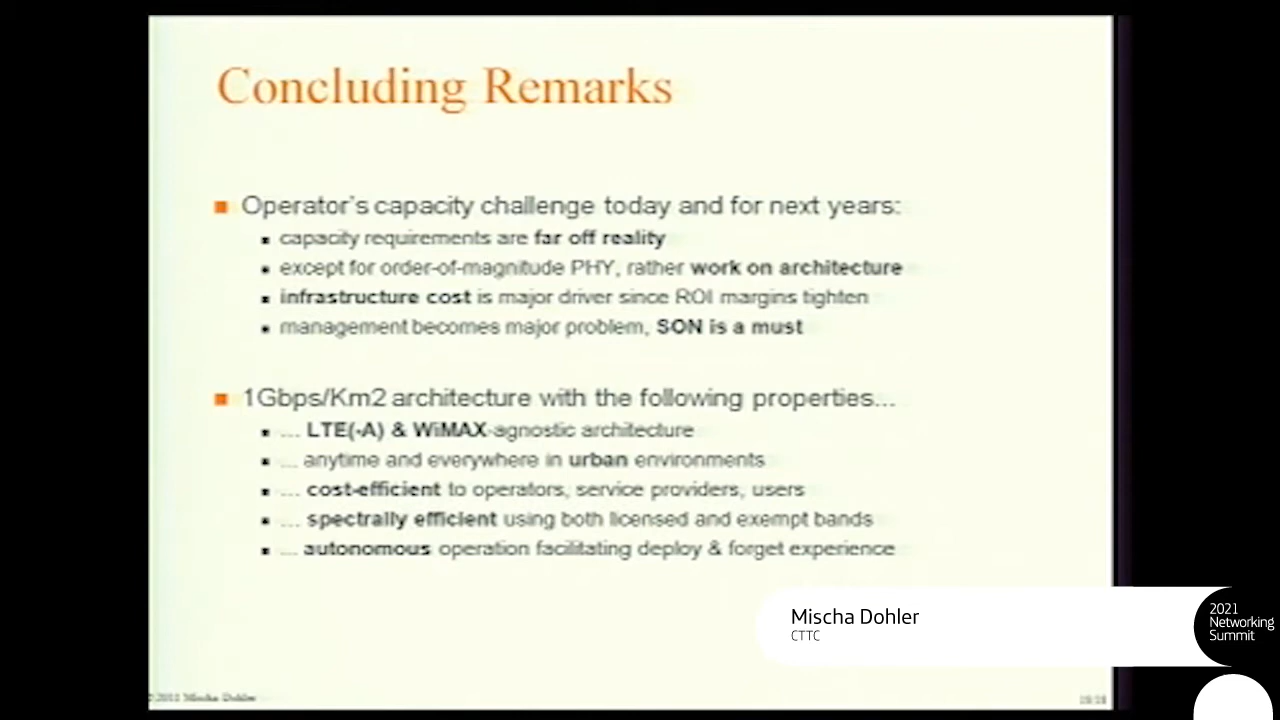 Concluding Remarks
Operator's capacity challenge today and for next years:
capacity requirements are far off reality
except for order-of-magnitude PHY, rather work on architecture
infrastructure cost is major driver since ROI margins tighten
management becomes major problem, SON is a must
1Gbps/Km2 architecture with the following properties...
... LTE(-A) & WiMAX-agnostic architecture
... anytime and everywhere in urban environments
... cost-efficient to operators, service providers, users
... spectrally efficient using both licensed and exempt bands
... autonomous operation facilitating deploy & forget experience
Mischa Dohler
CTTC
2021
Networking
Summit
© 2011 Mischa Dohler